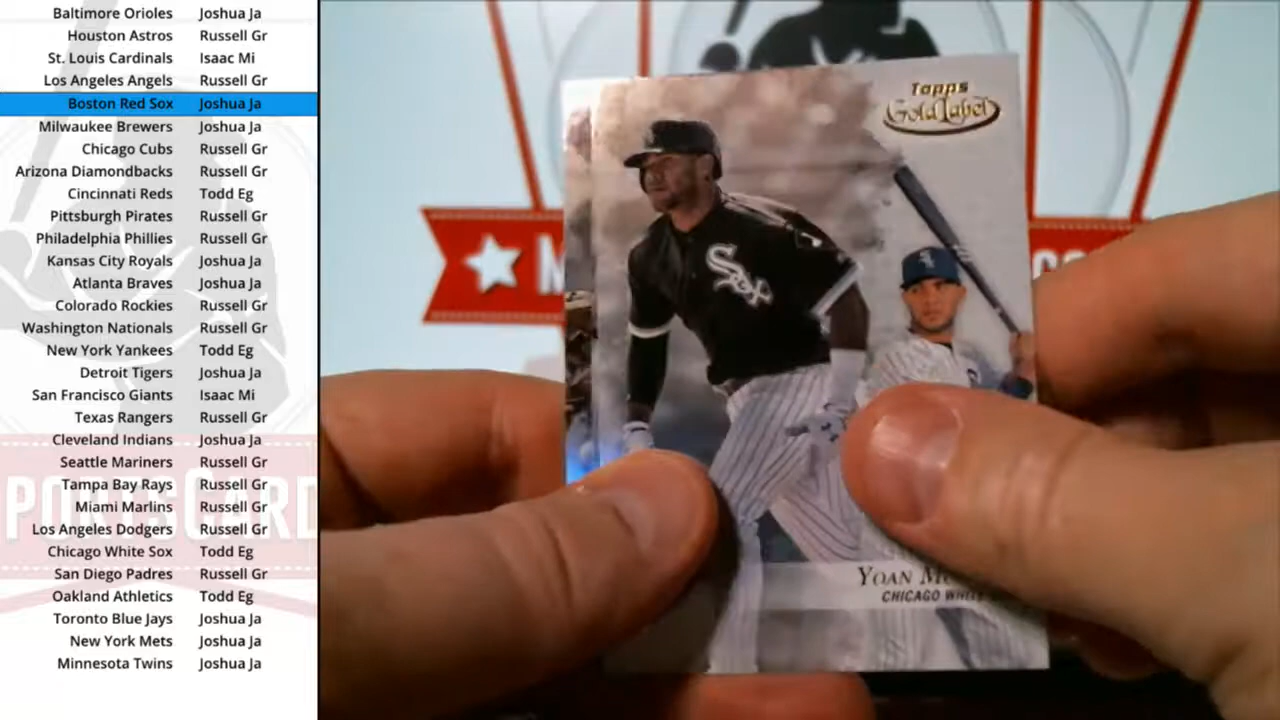 Baltimore Orioles Joshua Ja
Houston Astros Russell Gr
St. Louis Cardinals Isaac Mi
Los Angeles Angels Russell Gr
Boston Red Sox Joshua Ja
Milwaukee Brewers Joshua Ja
Chicago Cubs Russell Gr
Arizona Diamondbacks Russell Gr
Cincinnati Reds Todd Eg
Pittsburgh Pirates Russell Gr
Philadelphia Phillies Russell Gr
Kansas City Royals Joshua Ja
Atlanta Braves Joshua Ja
Colorado Rockies Russell Gr
Washington Nationals Russell Gr
New York Yankees Todd Eg
Detroit Tigers Joshua Ja
San Francisco Giants Isaac Mi
Texas Rangers Russell Gr
Cleveland Indians Joshua Ja
Seattle Mariners Russell Gr
Tampa Bay Rays Russell Gr
Miami Marlins Russell Gr
Los Angeles Dodgers Russell Gr
Chicago White Sox Todd Eg
San Diego Padres Russell Gr
Oakland Athletics Todd Eg
Toronto Blue Jays Joshua Ja
New York Mets Joshua Ja
Minnesota Twins Joshua Ja
Topps
Gold Label
Sox
YOAN
CHICAGO